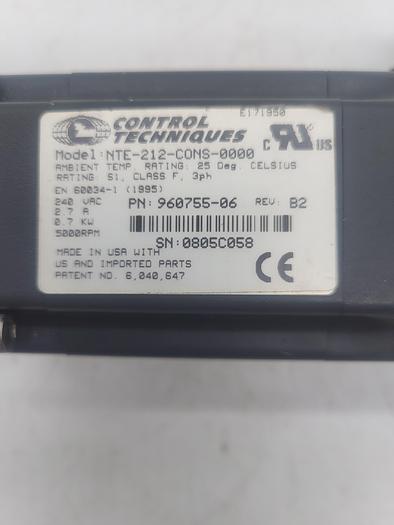 E171950
CONTROL
TECHNIQUES
C US
Model: NTE-212-CONS-0000
AMBIENT TEMP. RATING: 25 Deg. CELSIUS
RATING: S1, CLASS F, 3ph
EN 60034-1 (1995)
240 VAC
2.7 A
0.7 KW
5000RPM
PN: 960755-06 REV: B2
SN: 0805C058
MADE IN USA WITH
US AND IMPORTED PARTS
PATENT NO. 6,040,647
CE